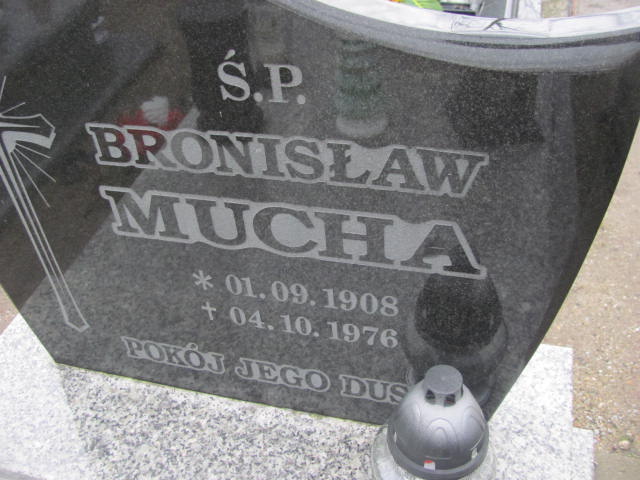 Ś.P.
BRONISŁAW
MUCHA
* 01.09.1908
† 04.10.1976
POKÓJ JEGO